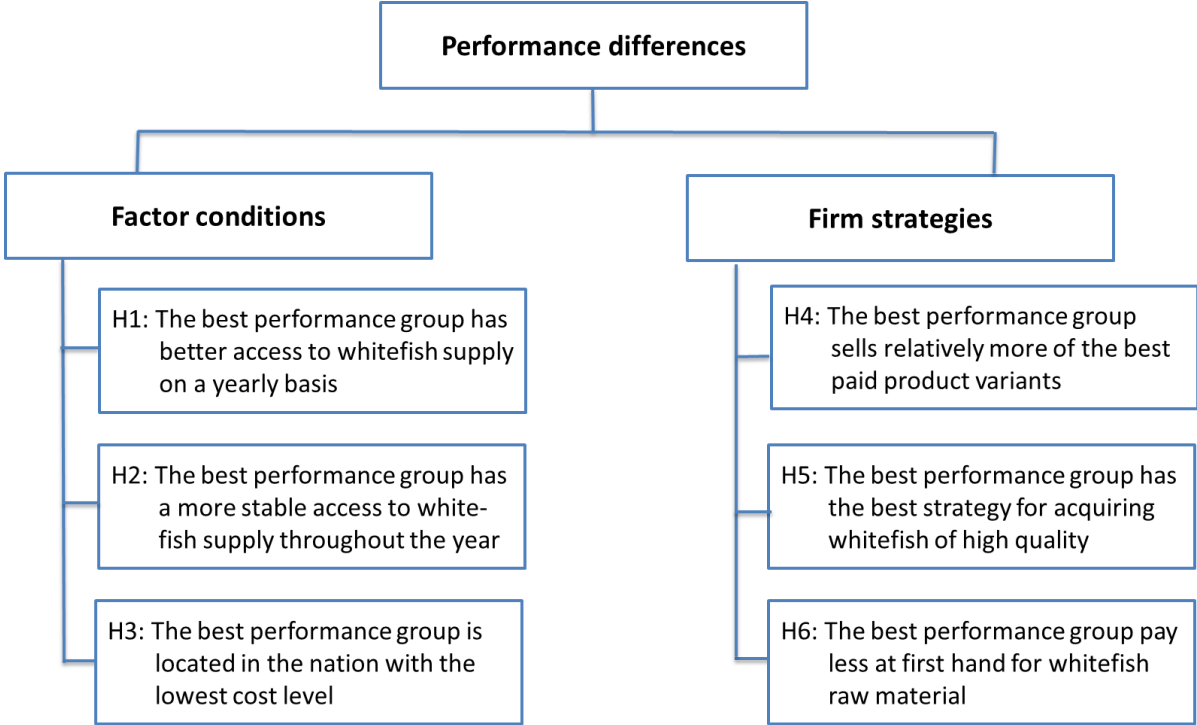 Performance differences
Factor conditions
H1: The best performance group has
better access to whitefish supply
on a yearly basis
H2: The best performance group has
a more stable access to white-
fish supply throughout the year
H3: The best performance group is
located in the nation with the
lowest cost level
Firm strategies
H4: The best performance group
sells relatively more of the best
paid product variants
H5: The best performance group has
the best strategy for acquiring
whitefish of high quality
H6: The best performance group pay
less at first hand for whitefish
raw material